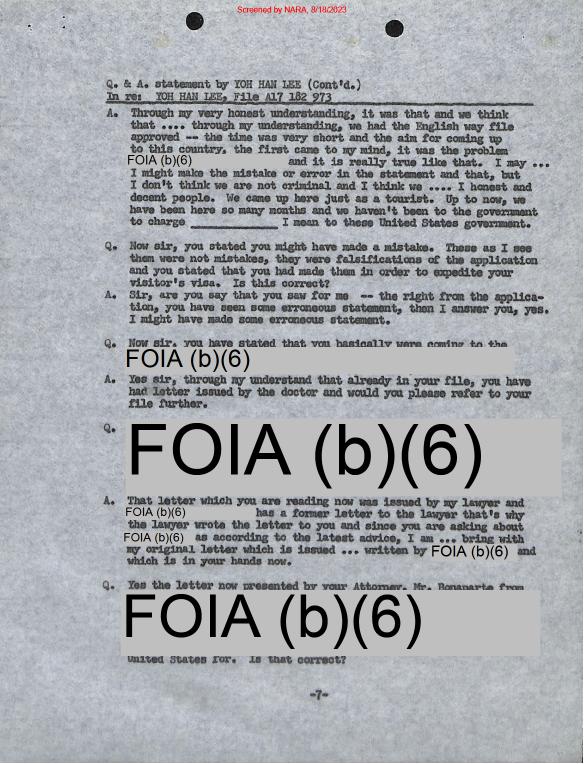 Screened by NARA, 8/18/2023
Q. & A. statement by YOH HAN LEE (Cont'd.)
In re: YOH HAN LEE, File A17 182 973
A. Through my very honest understanding, it was that and we think
that .... through my understanding, we had the English way file
approved -- the time was very short and the aim for coming up
to this country, the first came to my mind, it was the problem
FOIA (b)(6) and it is really true like that. I may ...
I might make the mistake or error in the statement and that, but
I don't think we are not criminal and I think we .... I honest and
decent people. We came up here just as a tourist. Up to now, we
have been here so many months and we haven't been to the government
to charge ____________ I mean to these United States government.
Q. Now sir, you stated you might have made a mistake. These as I see
them were not mistakes, they were falsifications of the application
and you stated that you had made them in order to expedite your
visitor's visa. Is this correct?
A. Sir, are you say that you saw for me -- the right from the applica-
tion, you have seen some erroneous statement, then I answer you, yes.
I might have made some erroneous statement.
Q. Now sir, you have stated that you basically were coming to the
FOIA (b)(6)
A. Yes sir, through my understand that already in your file, you have
had letter issued by the doctor and would you please refer to your
file further.
Q.
FOIA (b)(6)
A. That letter which you are reading now was issued by my lawyer and
FOIA (b)(6) has a former letter to the lawyer that's why
the lawyer wrote the letter to you and since you are asking about
FOIA (b)(6) as according to the latest advice, I am ... bring with
my original letter which is issued ... written by FOIA (b)(6) and
which is in your hands now.
Q. Yes the letter now presented by your Attorney, Mr. Bonaparte from
FOIA (b)(6)
United States for. Is that correct?
-7-